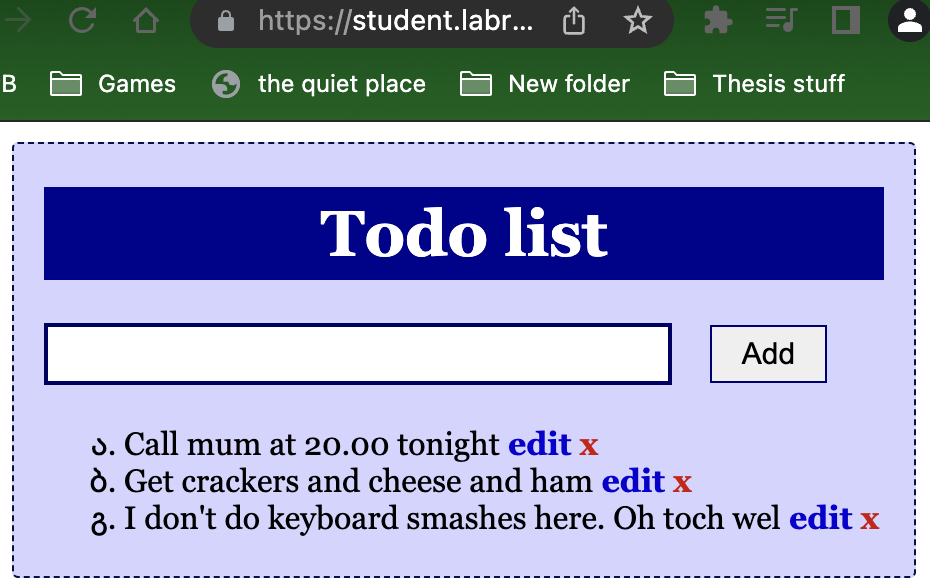 https://student.labr...
B Games the quiet place New folder Thesis stuff
Todo list
Add
ა. Call mum at 20.00 tonight edit x
ბ. Get crackers and cheese and ham edit x
გ. I don't do keyboard smashes here. Oh toch wel edit x